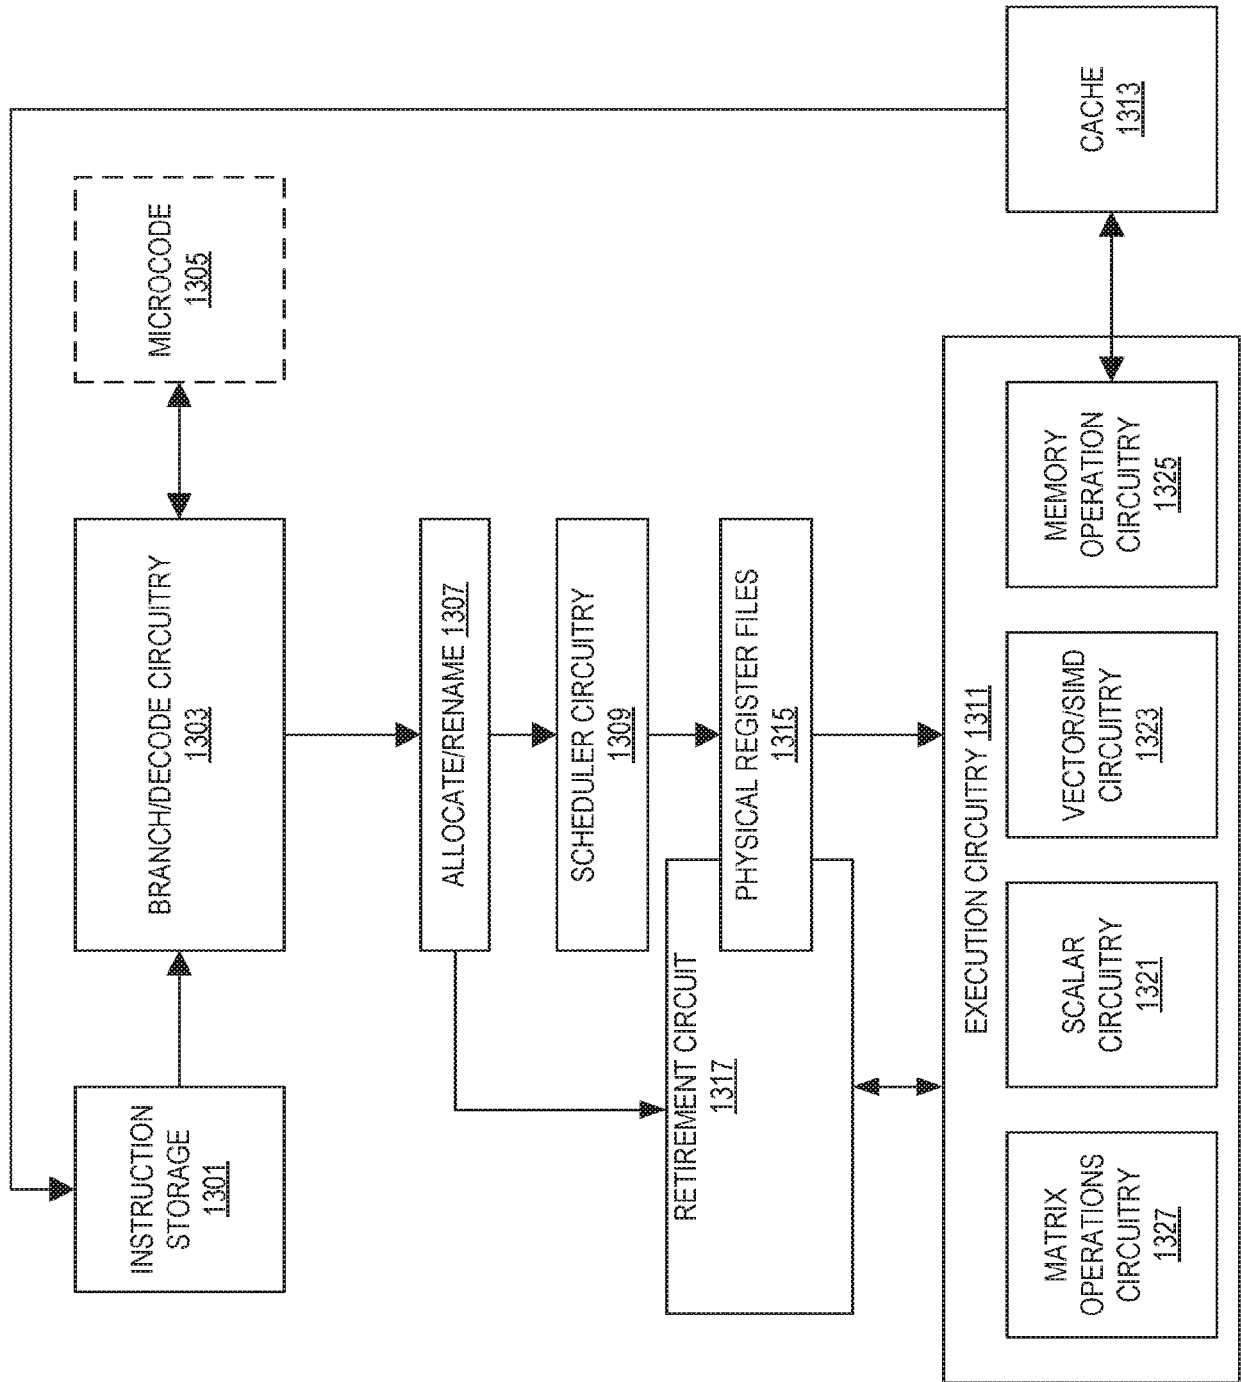 INSTRUCTION
STORAGE
1301
BRANCH/DECODE CIRCUITRY
1303
MICROCODE
1305
ALLOCATE/RENAME 1307
SCHEDULER CIRCUITRY
1309
RETIREMENT CIRCUIT
1317
PHYSICAL REGISTER FILES
1315
EXECUTION CIRCUITRY 1311
MATRIX
OPERATIONS
CIRCUITRY
1327
SCALAR
CIRCUITRY
1321
VECTOR/SIMD
CIRCUITRY
1323
MEMORY
OPERATION
CIRCUITRY
1325
CACHE
1313